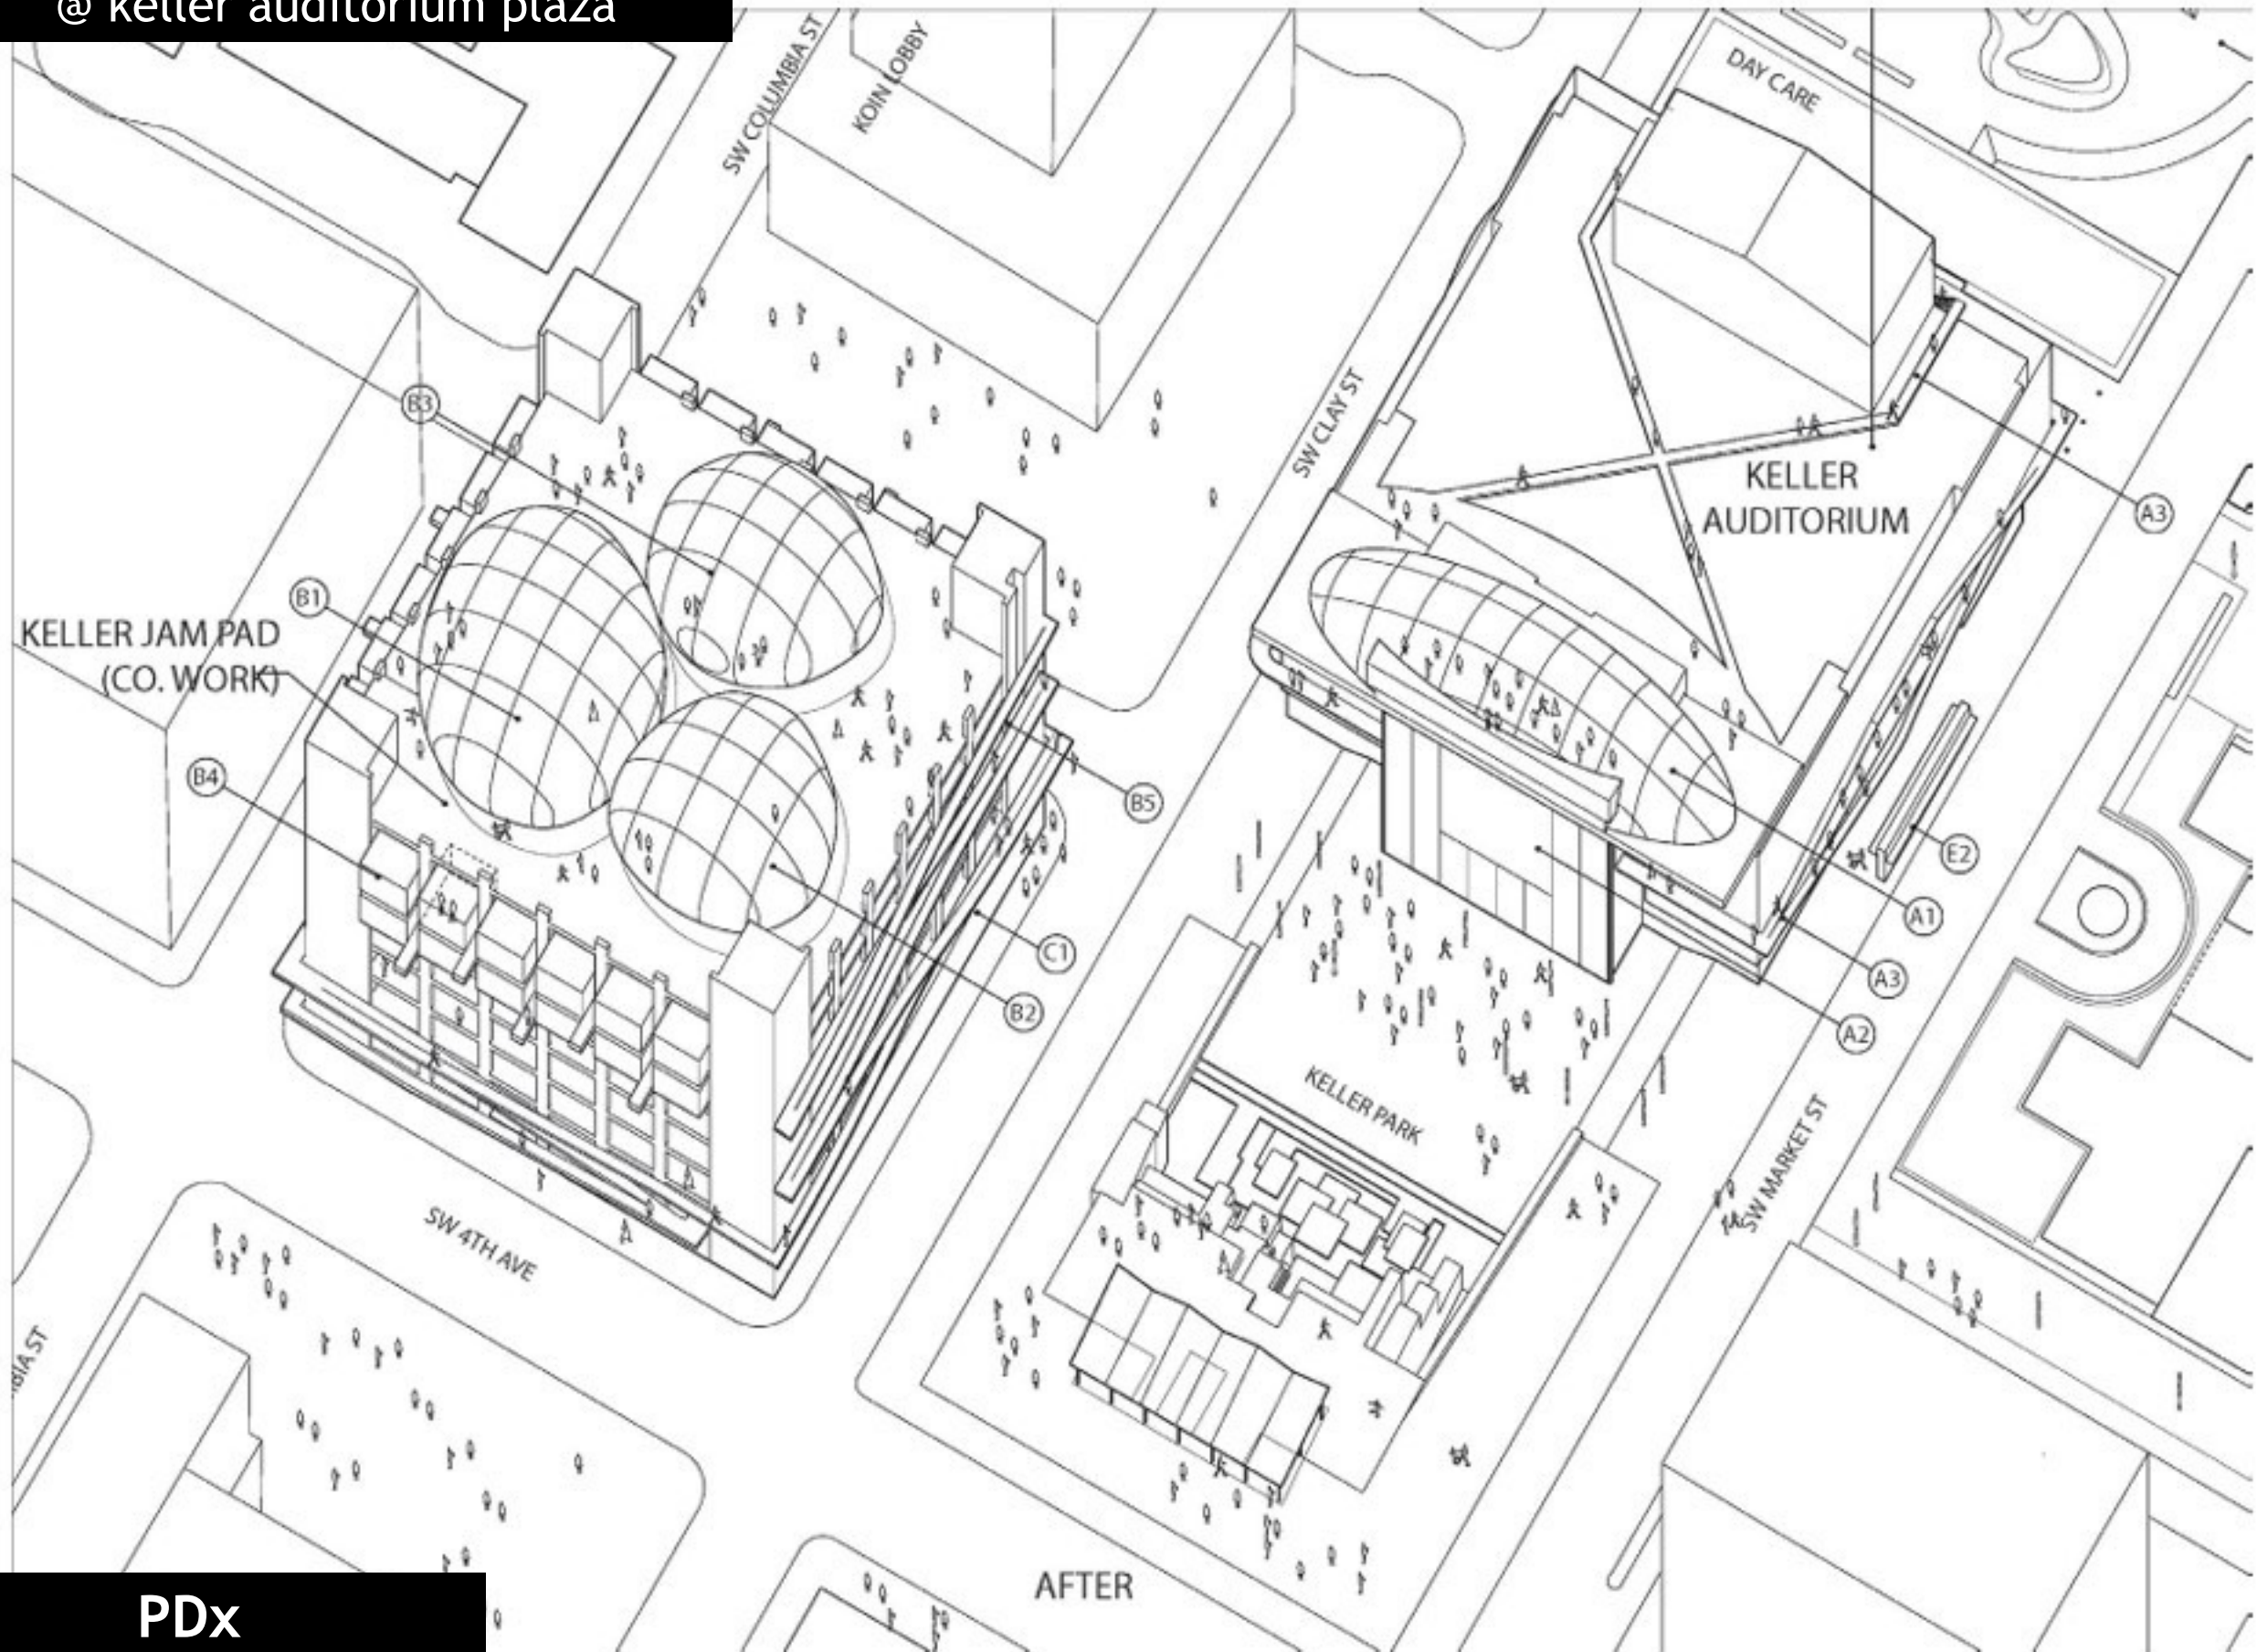 @ keller auditorium plaza
SW COLUMBIA ST
KOIN LOBBY
DAY CARE
SW CLAY ST
B3
KELLER
AUDITORIUM
A3
B1
KELLER JAM PAD
(CO. WORK)
B4
B5
E2
A1
C1
A3
B2
A2
KELLER PARK
SW MARKET ST
SW 4TH AVE
BIA ST
AFTER
PDx